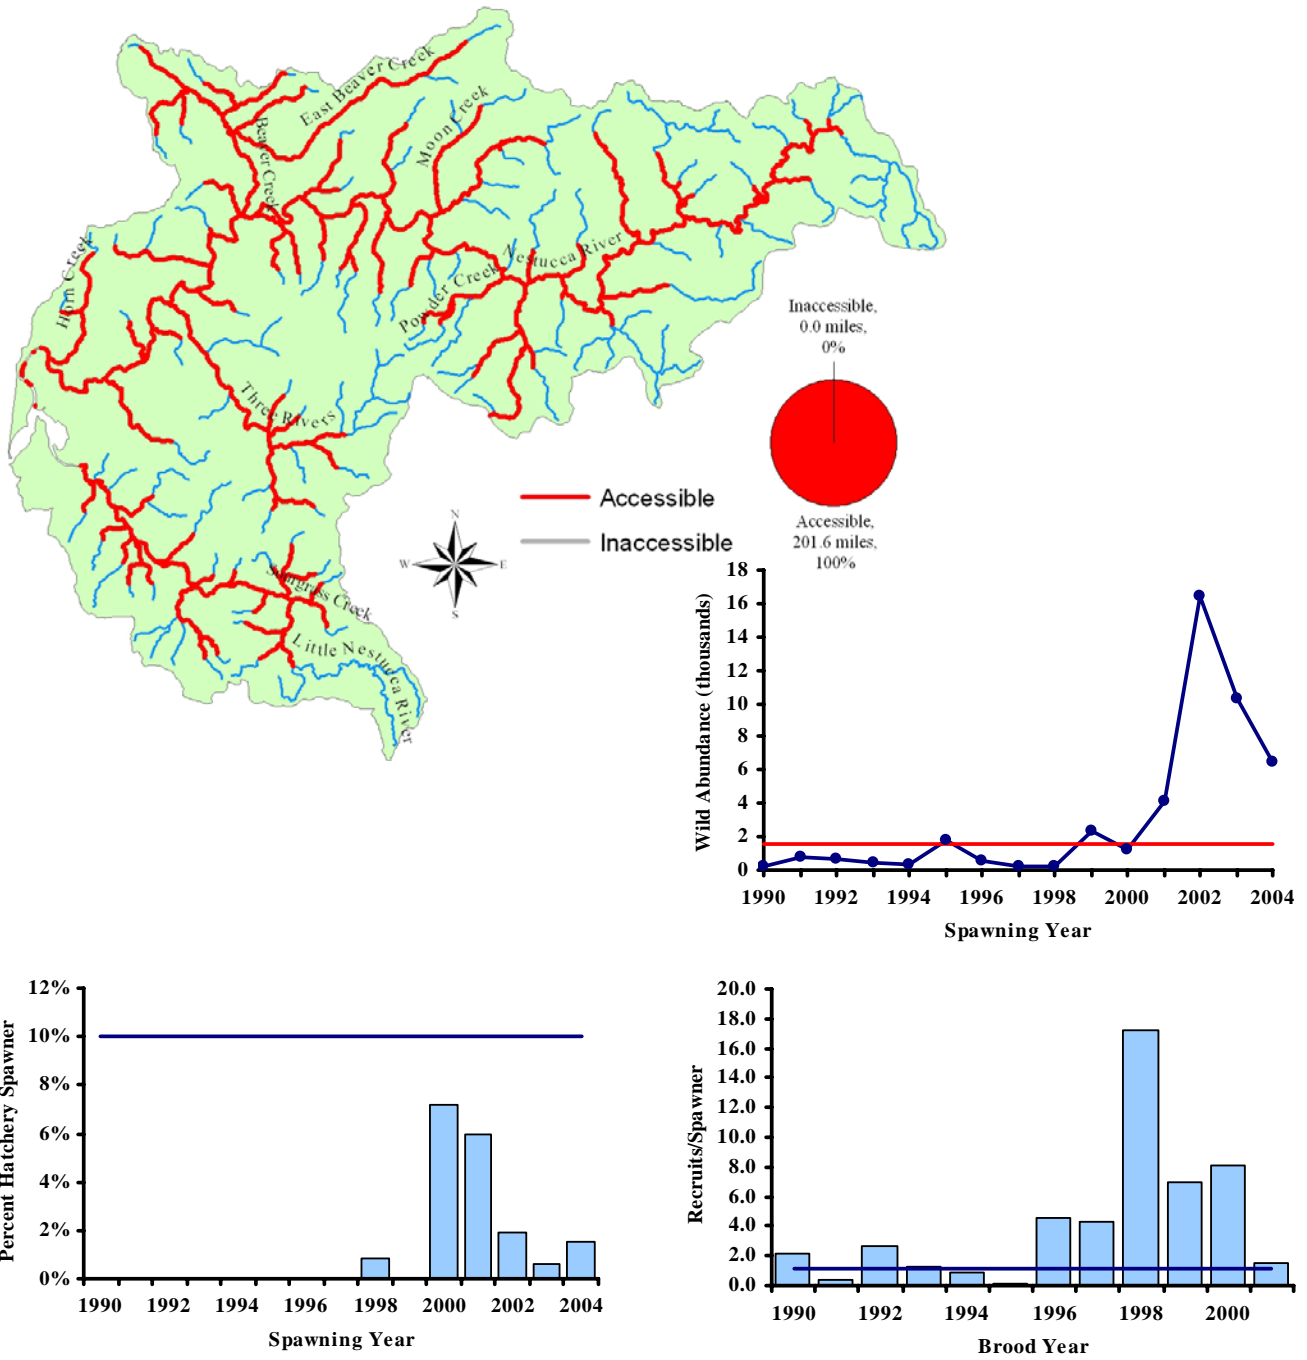 East Beaver Creek
Beaver Creek
Moon Creek
Horn Creek
Nestucca River
Powder Creek
Three Rivers
Inaccessible,
0.0 miles,
0%
Accessible,
201.6 miles,
100%
Accessible
Inaccessible
N
W
E
S
Sourgrass Creek
Little Nestucca River
Wild Abundance (thousands)
18
16
14
12
10
8
6
4
2
0
1990 1992 1994 1996 1998 2000 2002 2004
Spawning Year
Percent Hatchery Spawner
12%
10%
8%
6%
4%
2%
0%
1990 1992 1994 1996 1998 2000 2002 2004
Spawning Year
Recruits/Spawner
20.0
18.0
16.0
14.0
12.0
10.0
8.0
6.0
4.0
2.0
0.0
1990 1992 1994 1996 1998 2000
Brood Year